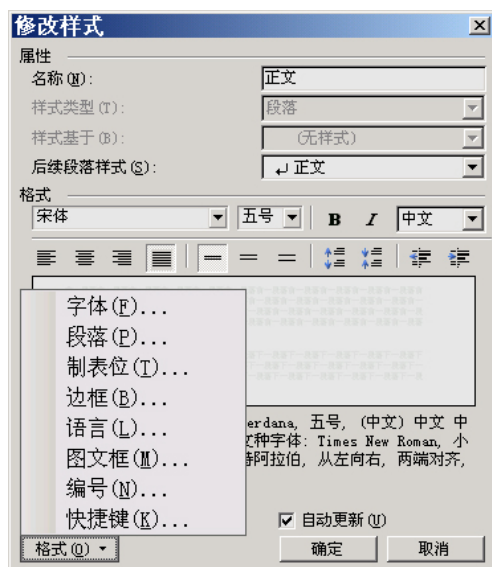 修改样式
属性
名称(N): 正文
样式类型(T): 段落
样式基于(B): (无样式)
后续段落样式(S): 正文
格式
宋体 五号 B I 中文
字体(F)...
段落(P)...
制表位(T)...
边框(B)...
语言(L)...
图文框(M)...
编号(N)...
快捷键(K)...
erdana, 五号, (中文) 中文 中
文种字体: Times New Roman, 小
阿拉伯, 从左向右, 两端对齐,
自动更新(U)
格式(O) 确定 取消